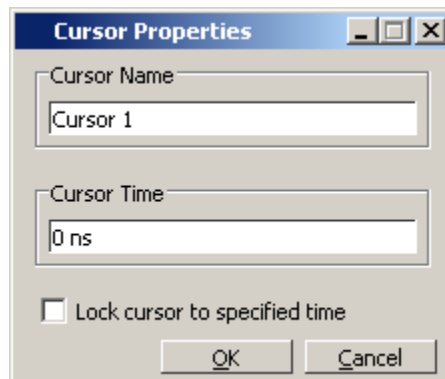 Cursor Properties
Cursor Name
Cursor 1
Cursor Time
0 ns
Lock cursor to specified time
OK Cancel